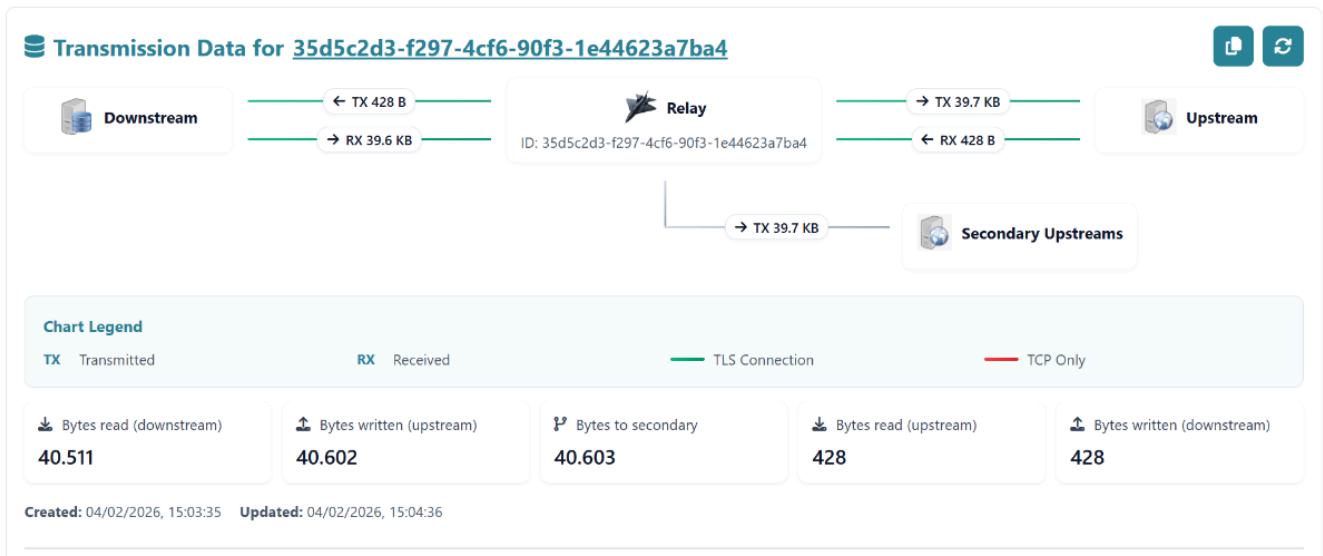 Transmission Data for 35d5c2d3-f297-4cf6-90f3-1e44623a7ba4
Downstream
← TX 428 B
→ RX 39.6 KB
Relay
ID: 35d5c2d3-f297-4cf6-90f3-1e44623a7ba4
→ TX 39.7 KB
← RX 428 B
Upstream
→ TX 39.7 KB
Secondary Upstreams
Chart Legend
TX Transmitted
RX Received
TLS Connection
TCP Only
Bytes read (downstream)
40.511
Bytes written (upstream)
40.602
Bytes to secondary
40.603
Bytes read (upstream)
428
Bytes written (downstream)
428
Created: 04/02/2026, 15:03:35 Updated: 04/02/2026, 15:04:36